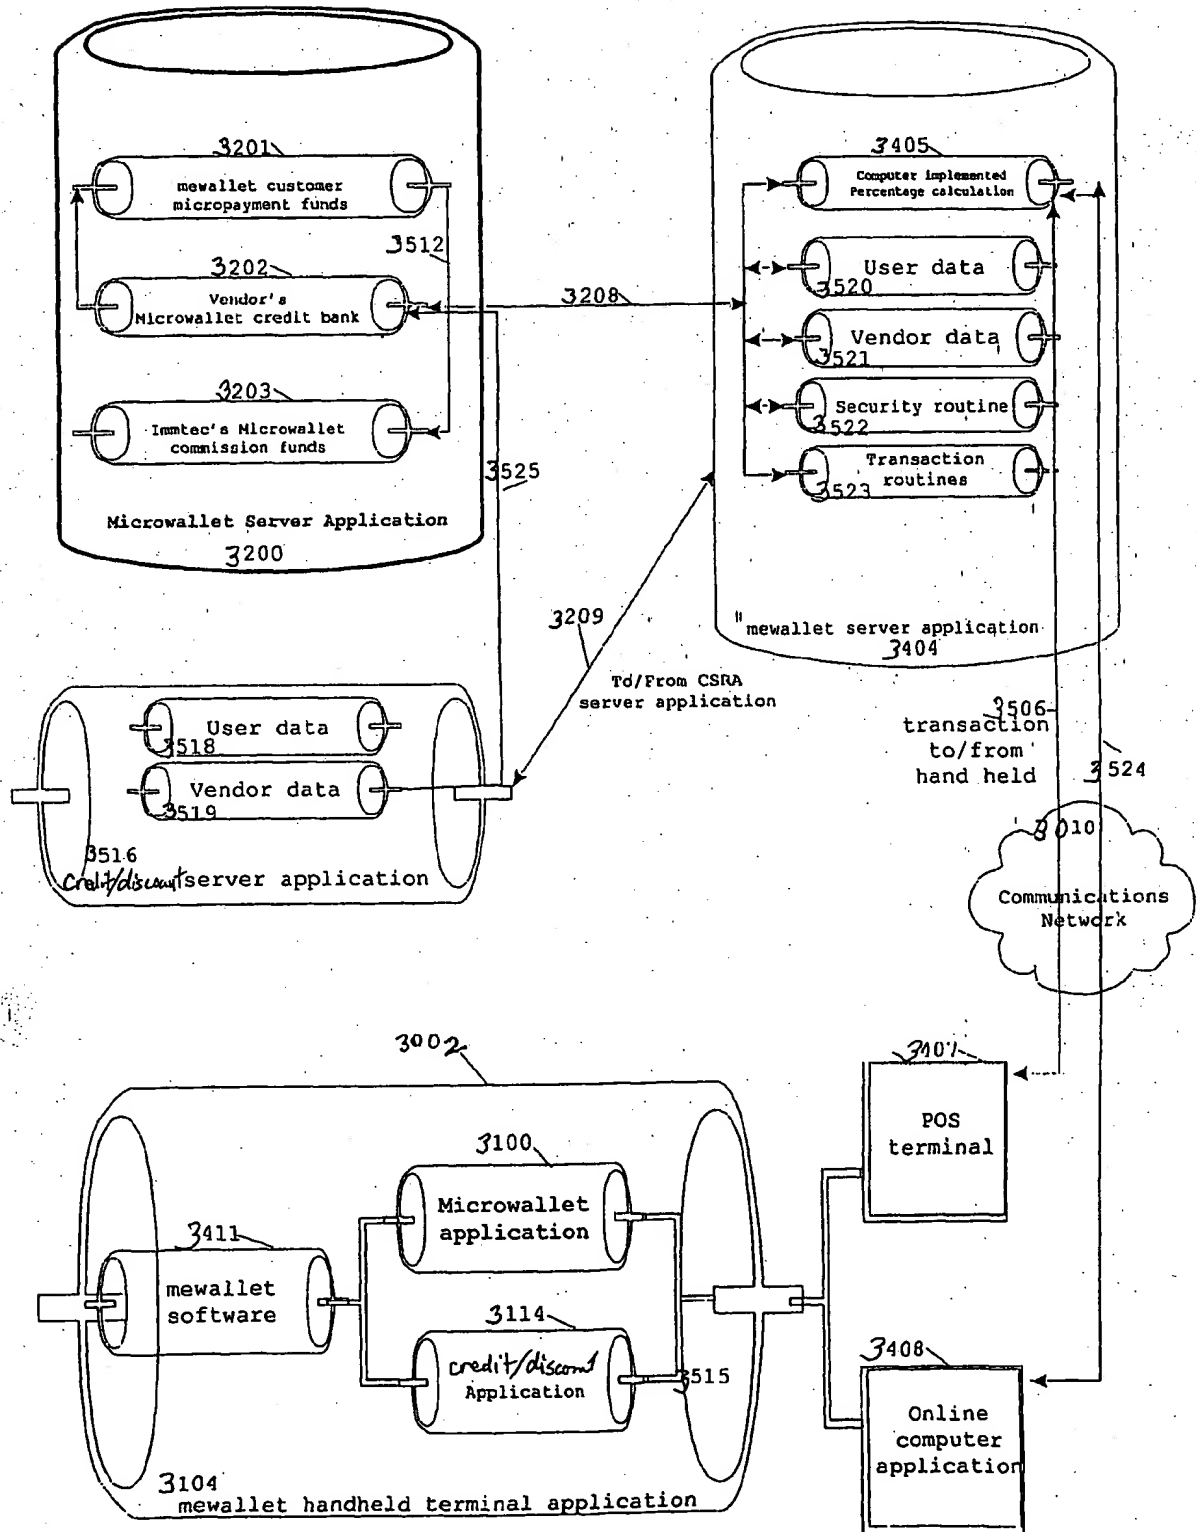 3201
mewallet customer
micropayment funds
3512
3202
Vendor's
Microwallet credit bank
3203
Immtec's Microwallet
commission funds
Microwallet Server Application
3200
3208
3525
3405
Computer implemented
Percentage calculation
User data
3520
Vendor data
3521
Security routine
3522
Transaction
routines
3523
"mewallet server application
3404
3209
To/From CSRA
server application
User data
3518
Vendor data
3519
3516
credit/discount server application
3506
transaction
to/from
hand held
3524
3010
Communications
Network
3002
3100
Microwallet
application
3411
mewallet
software
3114
credit/discount
Application
3515
3104
mewallet handheld terminal application
POS
terminal
3408
Online
computer
application